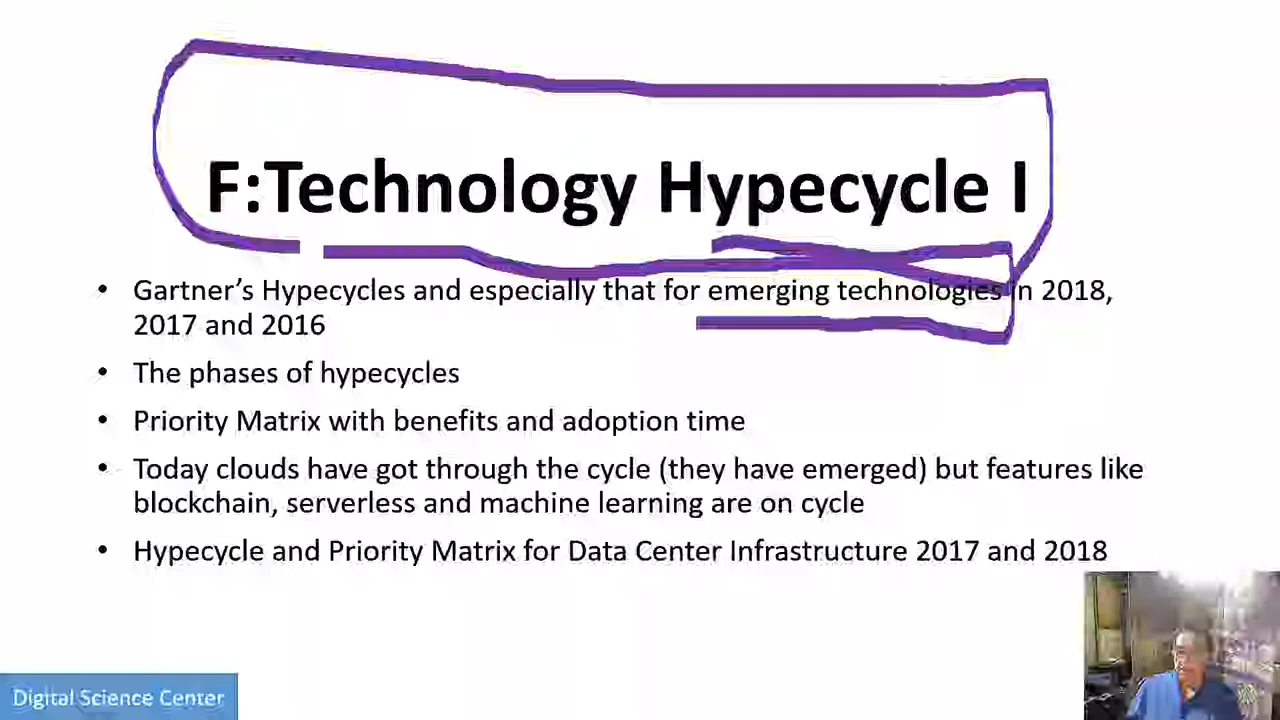 F:Technology Hypecycle I
• Gartner's Hypecycles and especially that for emerging technologies in 2018,
2017 and 2016
• The phases of hypecycles
• Priority Matrix with benefits and adoption time
• Today clouds have got through the cycle (they have emerged) but features like
blockchain, serverless and machine learning are on cycle
• Hypecycle and Priority Matrix for Data Center Infrastructure 2017 and 2018
Digital Science Center